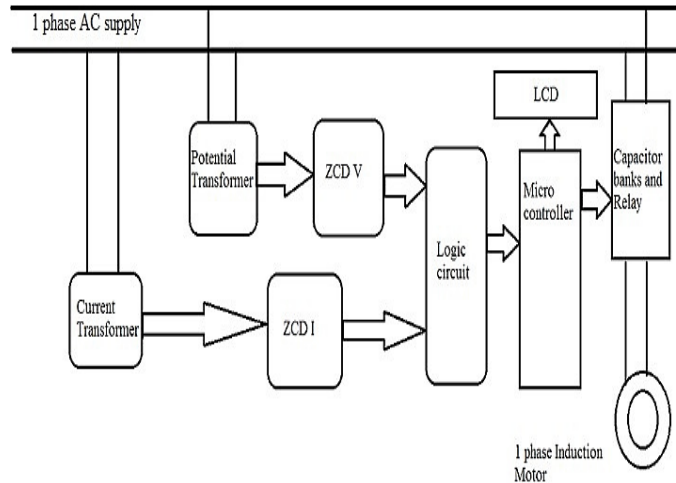 1 phase AC supply
LCD
Potential
Transformer
ZCD V
Capacitor
banks and
Relay
Micro
controller
Logic
circuit
Current
Transformer
ZCD I
1 phase Induction
Motor